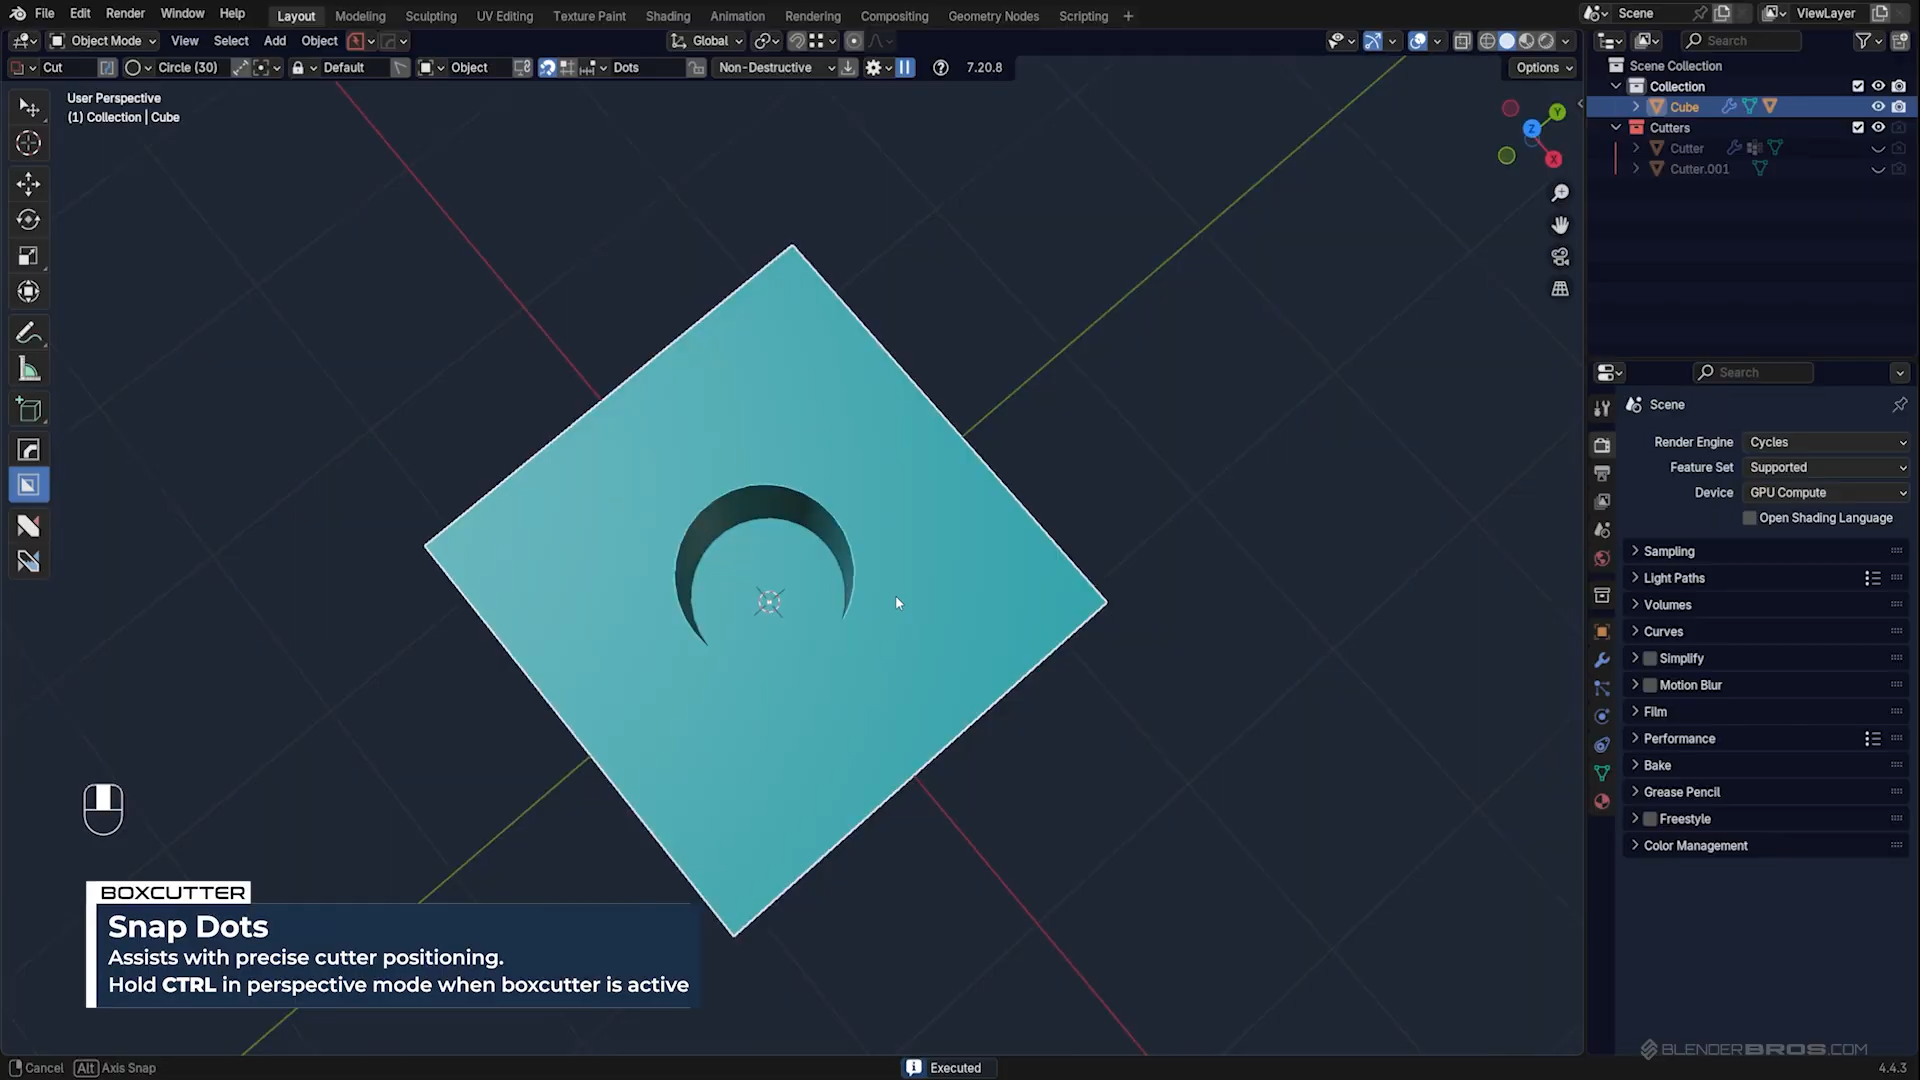 File Edit Render Window Help Layout Modeling Sculpting UV Editing Texture Paint Shading Animation Rendering Compositing Geometry Nodes Scripting + Scene ViewLayer
Object Mode View Select Add Object Global Search
Cut Circle (30) Default Object Dots Non-Destructive 7.20.8 Options
User Perspective
(1) Collection | Cube
Y
Z
X
Scene Collection
Collection
Cube
Cutters
Cutter
Cutter.001
Search
Scene
Render Engine Cycles
Feature Set Supported
Device GPU Compute
Open Shading Language
Sampling
Light Paths
Volumes
Curves
Simplify
Motion Blur
Film
Performance
Bake
Grease Pencil
Freestyle
Color Management
BOXCUTTER
Snap Dots
Assists with precise cutter positioning.
Hold CTRL in perspective mode when boxcutter is active
BLENDERBROS.COM
Cancel Alt Axis Snap Executed 4.4.3